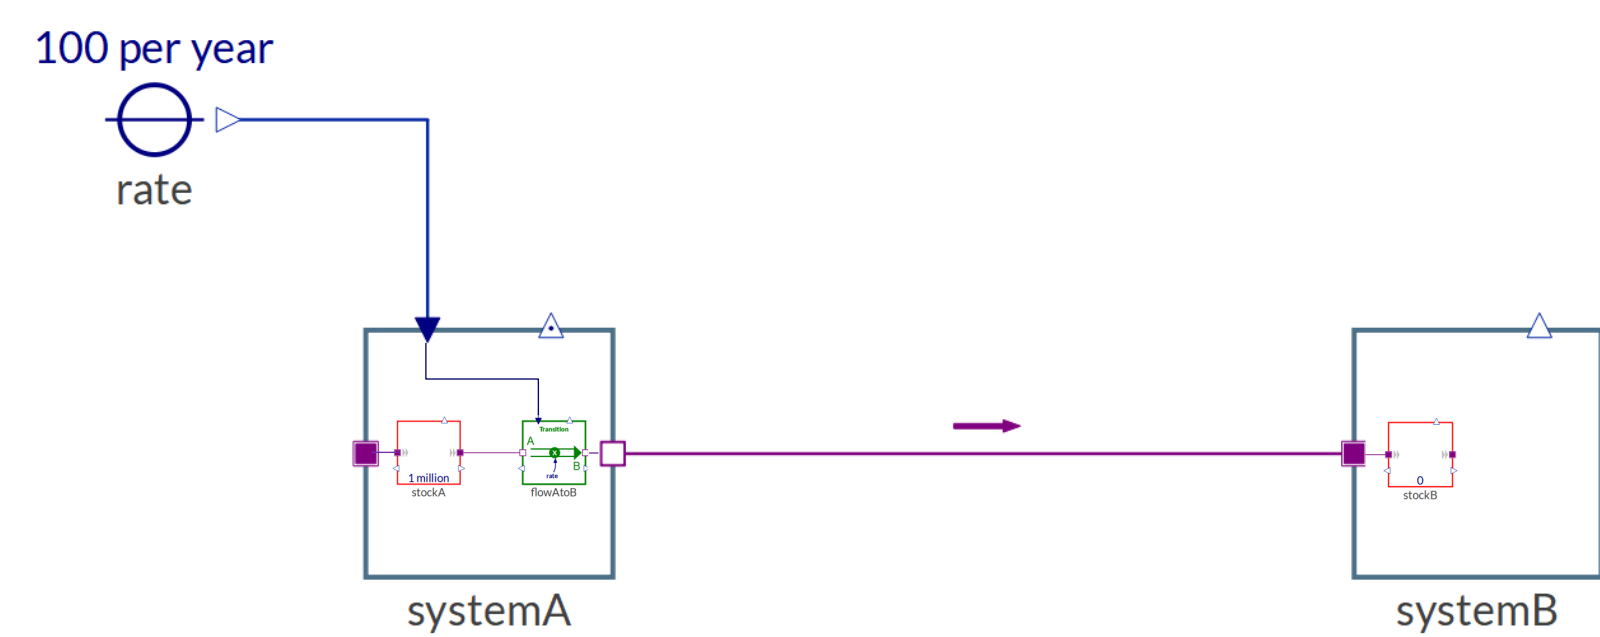 100 per year
rate
Transition
A
x
B
rate
1 million
stockA
flowAtoB
0
stockB
systemA
systemB